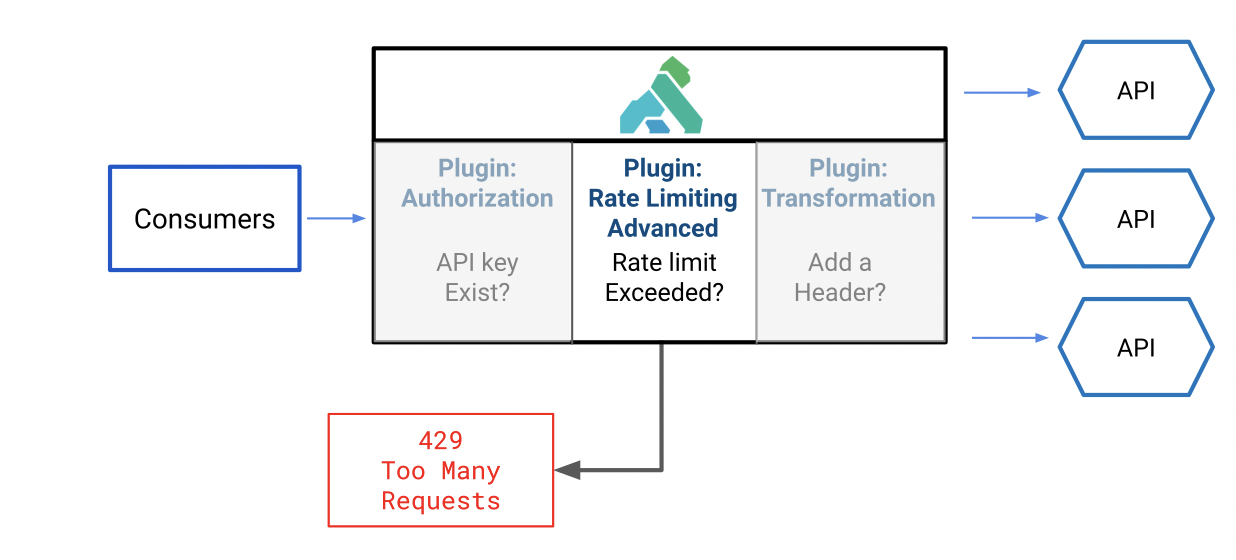 Consumers
Plugin:
Authorization
API key
Exist?
Plugin:
Rate Limiting
Advanced
Rate limit
Exceeded?
Plugin:
Transformation
Add a
Header?
API
API
API
429
Too Many
Requests